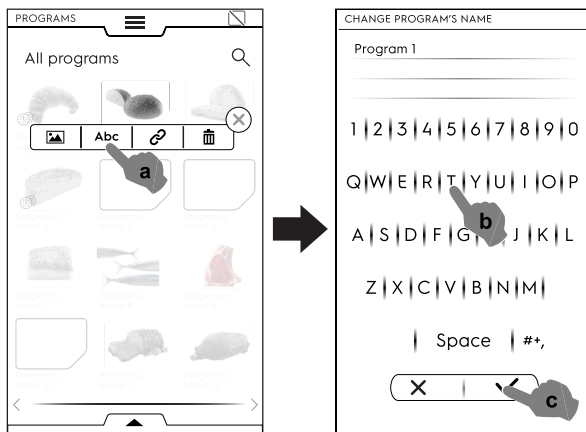 PROGRAMS
All programs
Abc
a
CHANGE PROGRAM'S NAME
Program 1
1 2 3 4 5 6 7 8 9 0
Q W E R T Y U I O P
b
A S D F G J K L
Z X C V B N M
Space #+,
c